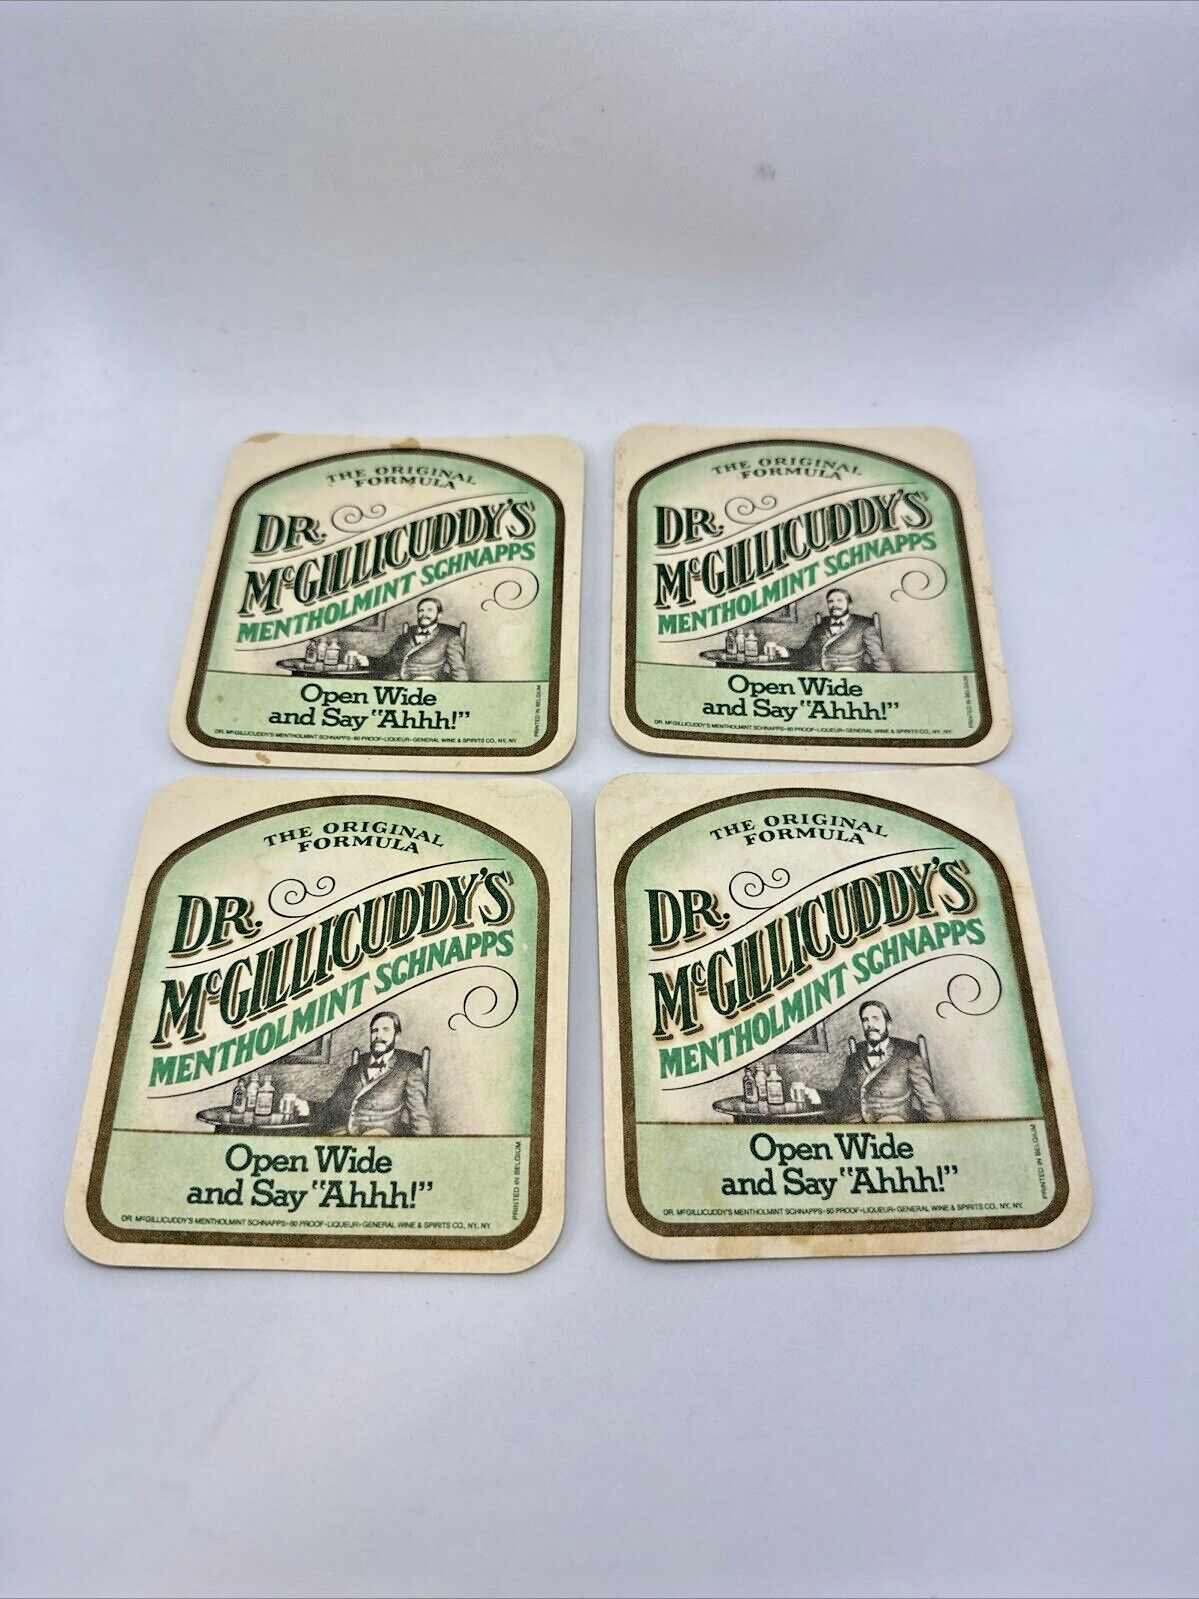 THE ORIGINAL
FORMULA
DR.
McGILLICUDDY'S
MENTHOLMINT SCHNAPPS
Open Wide
and Say "Ahhh!"
DR. McGILLICUDDY'S MENTHOLMINT SCHNAPPS•60 PROOF•LIQUEUR•GENERAL WINE & SPIRITS CO., NY, NY.
PRINTED IN BELGIUM
THE ORIGINAL
FORMULA
DR.
McGILLICUDDY'S
MENTHOLMINT SCHNAPPS
Open Wide
and Say "Ahhh!"
DR. McGILLICUDDY'S MENTHOLMINT SCHNAPPS•60 PROOF•LIQUEUR•GENERAL WINE & SPIRITS CO., NY, NY.
PRINTED IN BELGIUM
THE ORIGINAL
FORMULA
DR.
McGILLICUDDY'S
MENTHOLMINT SCHNAPPS
Open Wide
and Say "Ahhh!"
DR. McGILLICUDDY'S MENTHOLMINT SCHNAPPS•60 PROOF•LIQUEUR•GENERAL WINE & SPIRITS CO., NY, NY.
PRINTED IN BELGIUM
THE ORIGINAL
FORMULA
DR.
McGILLICUDDY'S
MENTHOLMINT SCHNAPPS
Open Wide
and Say "Ahhh!"
DR. McGILLICUDDY'S MENTHOLMINT SCHNAPPS•60 PROOF•LIQUEUR•GENERAL WINE & SPIRITS CO., NY, NY.
PRINTED IN BELGIUM